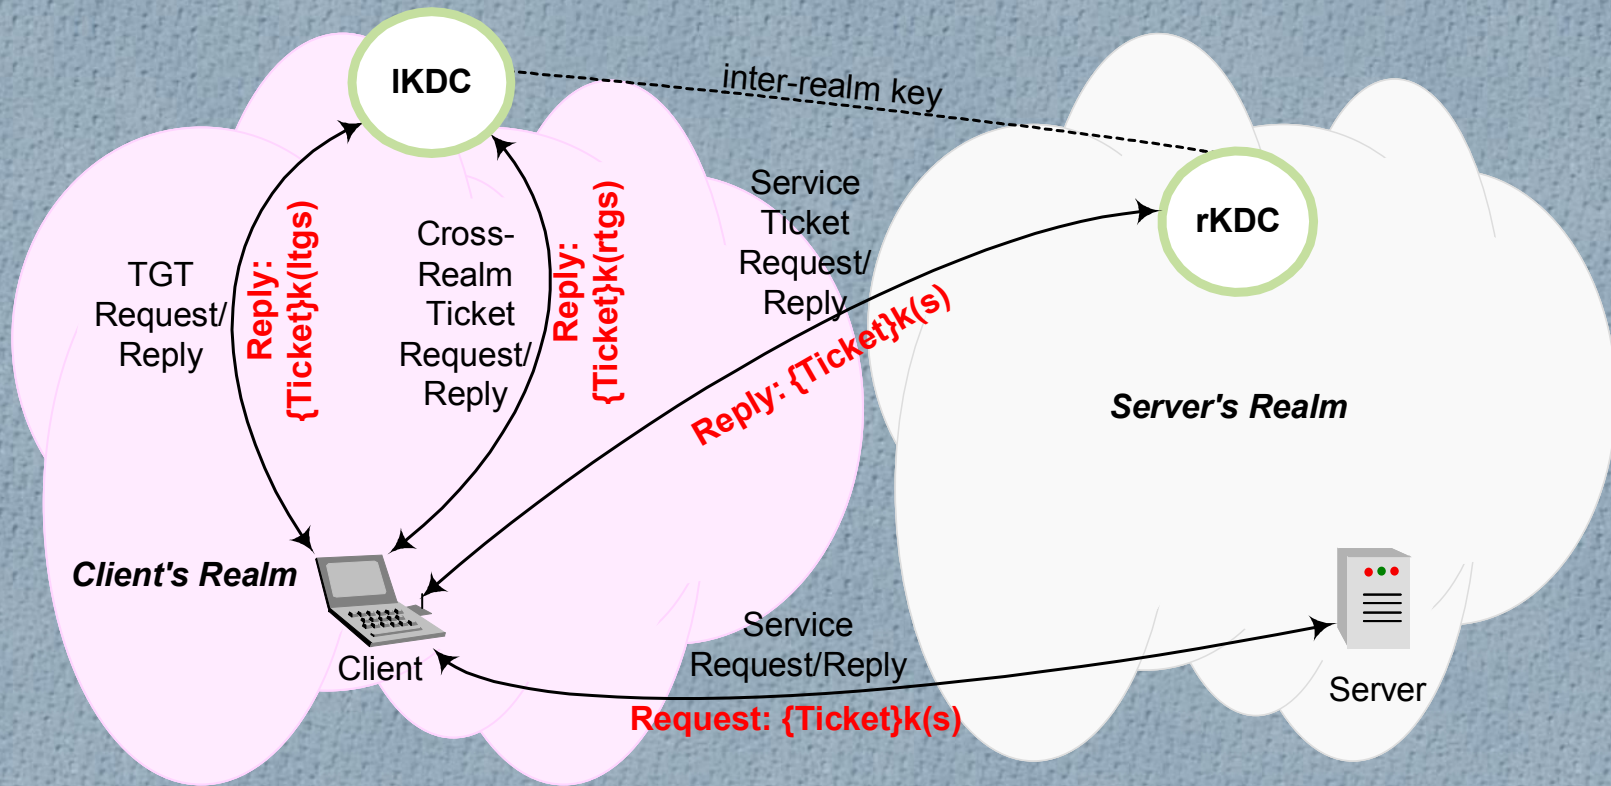 lKDC
inter-realm key
rKDC
TGT
Request/
Reply
Reply:
{Ticket}k(ltgs)
Cross-
Realm
Ticket
Request/
Reply
Reply:
{Ticket}k(rtgs)
Service
Ticket
Request/
Reply
Reply: {Ticket}k(s)
Server's Realm
Client's Realm
Client
Service
Request/Reply
Request: {Ticket}k(s)
Server